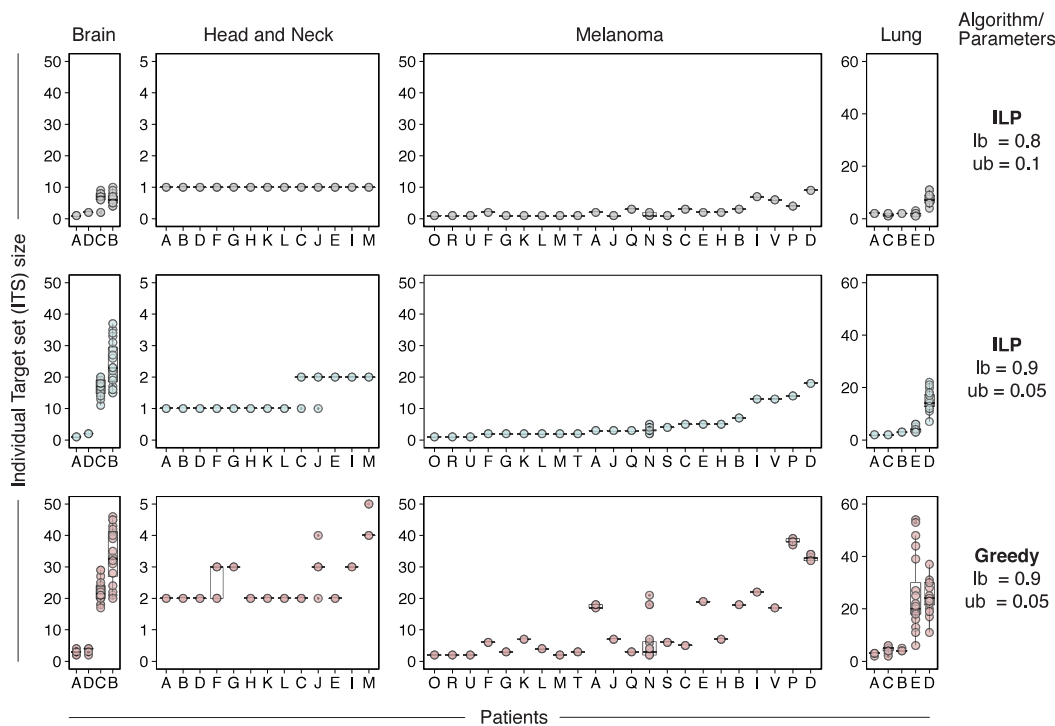 Brain Head and Neck Melanoma Lung Algorithm/
Parameters
Individual Target set (ITS) size
50 5 50 60
40 4 40
30 3 30 40
20 2 20 20
10 1 10
0 0 0 0
A D C B A B D F G H K L C J E I M O R U F G K L M T A J Q N S C E H B I V P D A C B E D
ILP
lb = 0.8
ub = 0.1
50 5 50 60
40 4 40
30 3 30 40
20 2 20 20
10 1 10
0 0 0 0
A D C B A B D F G H K L C J E I M O R U F G K L M T A J Q N S C E H B I V P D A C B E D
ILP
lb = 0.9
ub = 0.05
50 5 50 60
40 4 40
30 3 30 40
20 2 20 20
10 1 10
0 0 0 0
A D C B A B D F G H K L C J E I M O R U F G K L M T A J Q N S C E H B I V P D A C B E D
Greedy
lb = 0.9
ub = 0.05
Patients